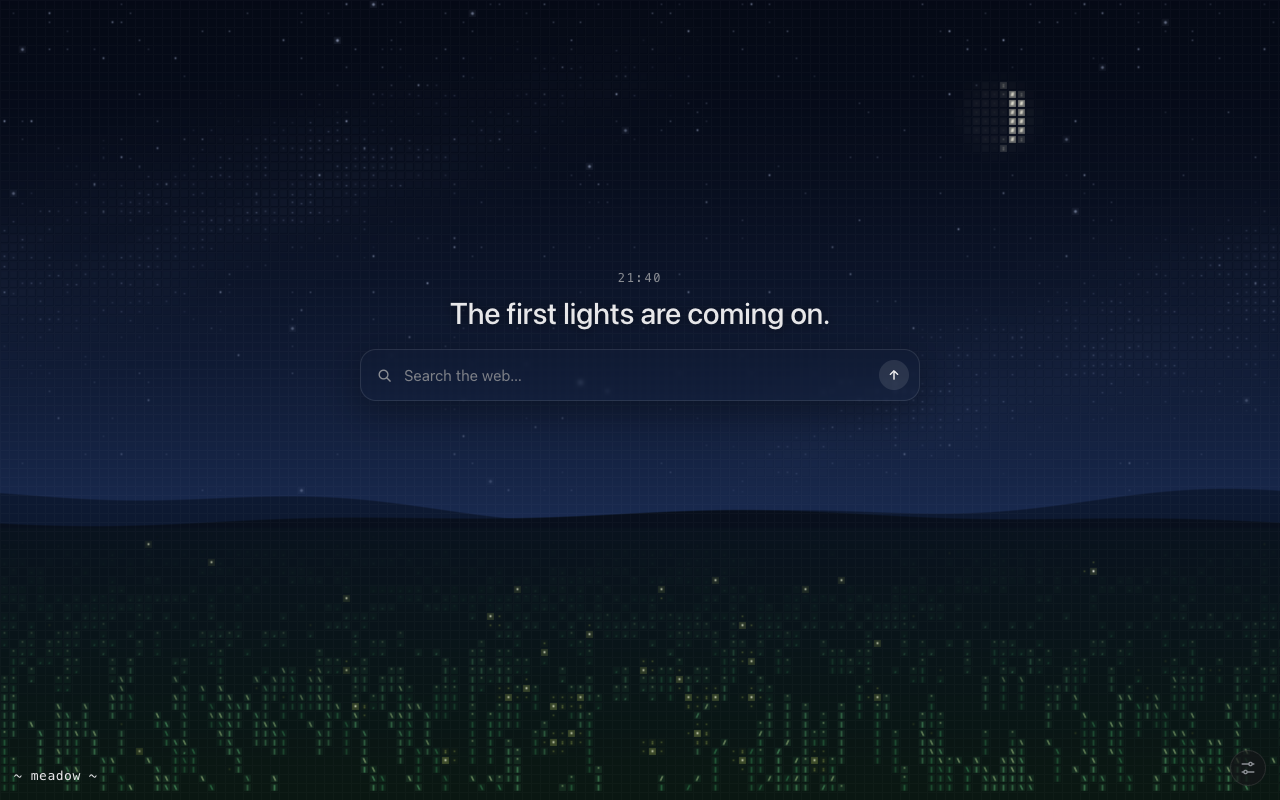 21:40
The first lights are coming on.
Search the web...
~ meadow ~